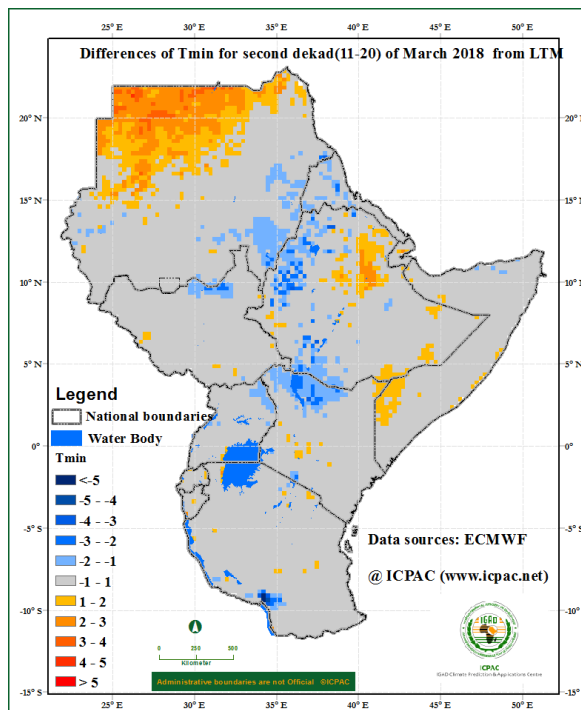 25° E 30° E 35° E 40° E 45° E 50° E
Differences of Tmin for second dekad(11-20) of March 2018 from LTM
20° N 20° N
15° N 15° N
10° N 10° N
5° N 5° N
0° 0°
5° S -5° S
10° S -10° S
-15° S -15° S
Legend
National boundaries
Water Body
Tmin
<-5
-5 - -4
-4 - -3
-3 - -2
-2 - -1
-1 - 1
1 - 2
2 - 3
3 - 4
4 - 5
> 5
Data sources: ECMWF
@ ICPAC (www.icpac.net)
0 250 500
Kilometer
IGAD
ICPAC
IGAD Climate Prediction & Applications Centre
Administrative boundaries are not Official ©ICPAC
25° E 30° E 35° E 40° E 45° E 50° E